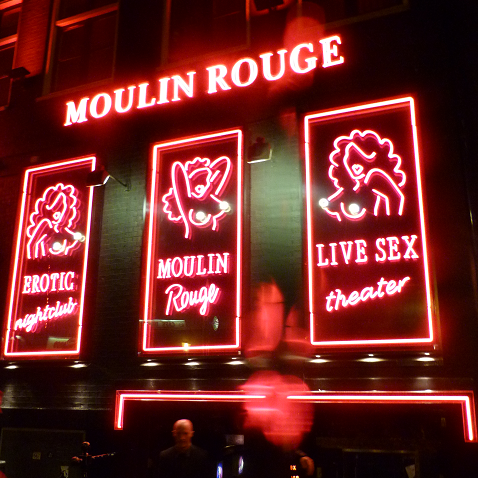 MOULIN ROUGE
EROTIC
nightclub
MOULIN
Rouge
LIVE SEX
theater